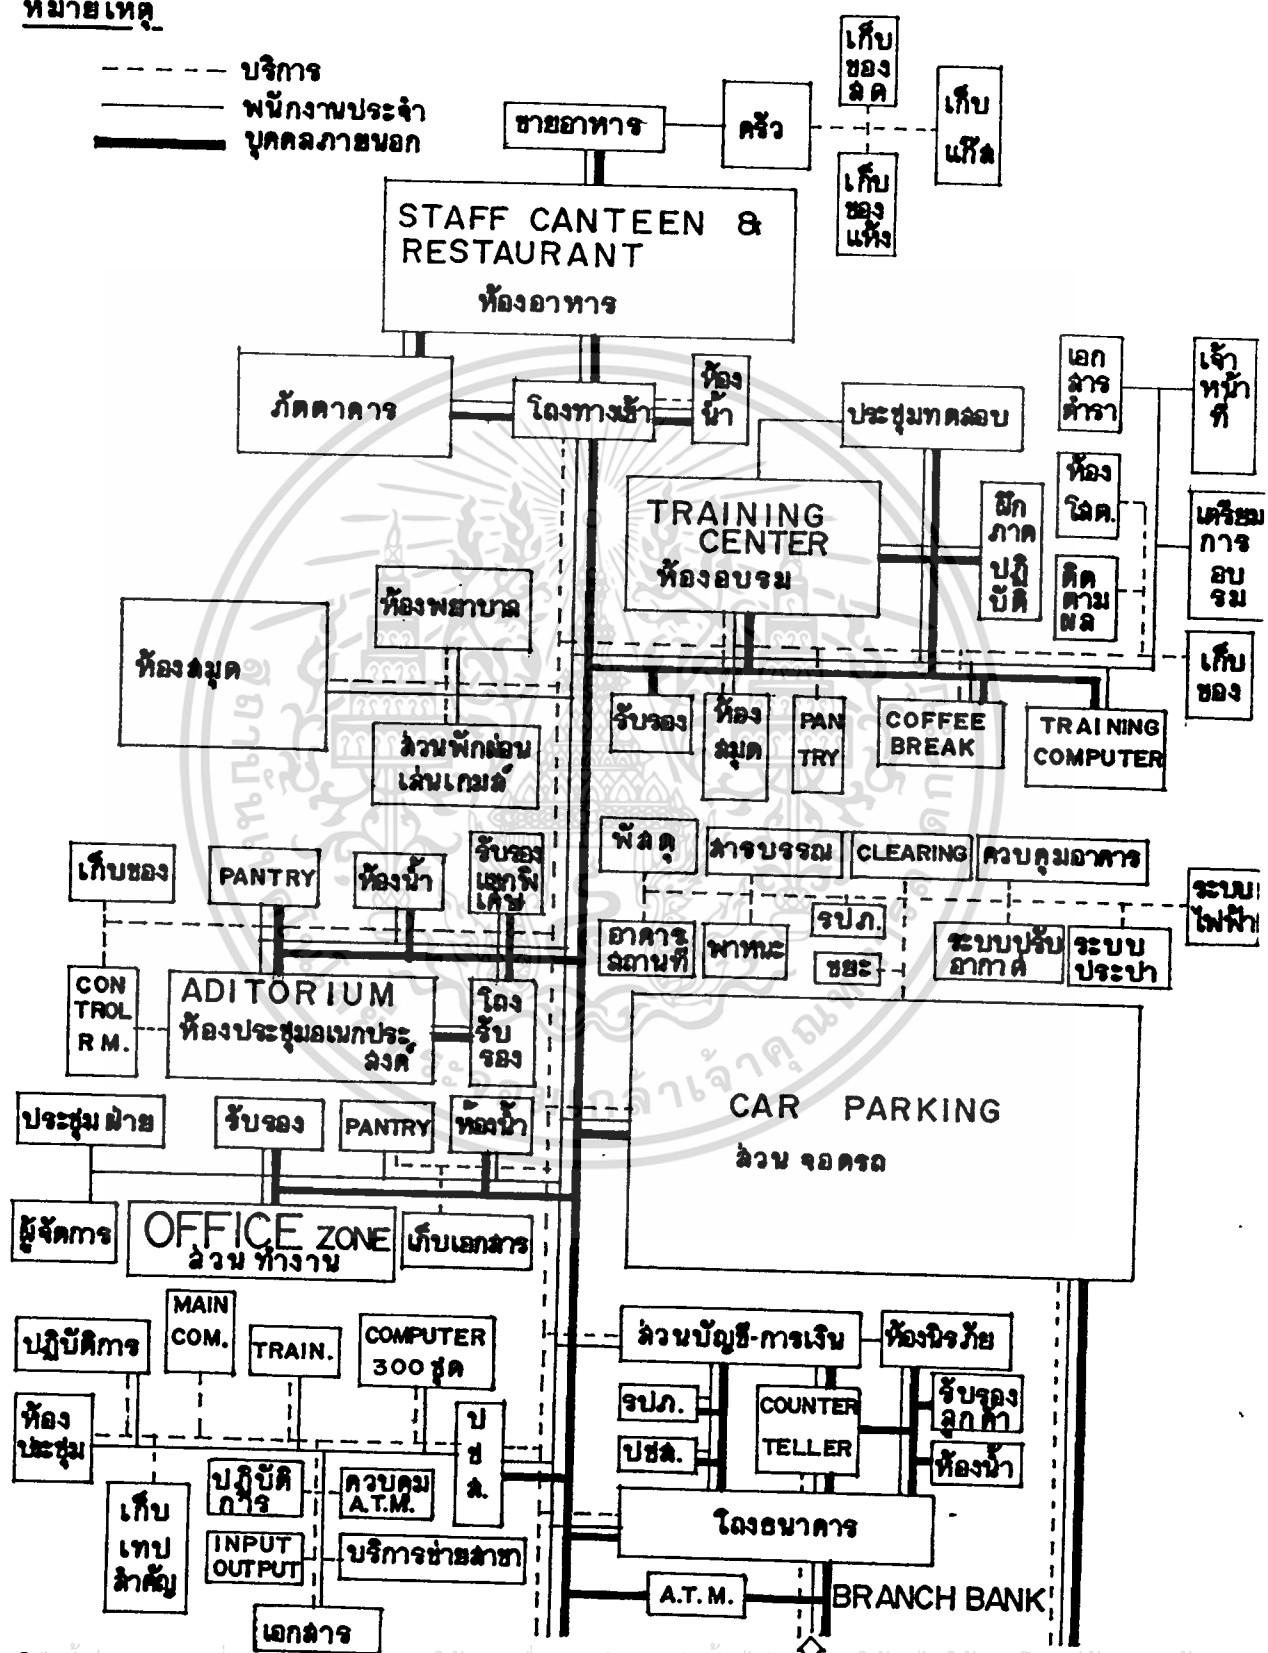 หมายเหตุ
บริการ
พนักงานประจำ
บุคคลภายนอก
เก็บ
ของ
สด
เก็บ
แก๊ส
ขายอาหาร
ครัว
เก็บ
ของ
แห้ง
STAFF CANTEEN &
RESTAURANT
ห้องอาหาร
ภัตตาคาร
โถงทางเข้า
ห้อง
น้ำ
ประชุมทดสอบ
เอก
สาร
ตำรา
เจ้า
หน้า
ที่
TRAINING
CENTER
ห้องอบรม
ฝึก
ภาค
ปฏิ
บัติ
ห้อง
โสต.
ติด
ตาม
ผล
เตรียม
การ
อบ
รม
เก็บ
ของ
ห้องพยาบาล
ห้องสมุด
ส่วนพักผ่อน
เล่นเกมส์
รับรอง
ห้อง
สมุด
PAN
TRY
COFFEE
BREAK
TRAINING
COMPUTER
เก็บของ
PANTRY
ห้องน้ำ
รับรอง
แขกพิ
เศษ
พัสดุ
สารบรรณ
CLEARING
ควบคุมอาคาร
ระบบ
ไฟฟ้า
อาคาร
สถานที่
พาหนะ
รปภ.
ขยะ
ระบบปรับ
อากาศ
ระบบ
ประปา
CON
TROL
RM.
ADITORIUM
ห้องประชุมอเนกประ
สงค์
โถง
รับ
รอง
CAR PARKING
ส่วน จอดรถ
ประชุมฝ่าย
รับรอง
PANTRY
ห้องน้ำ
ผู้จัดการ
OFFICE ZONE
ส่วน ทำงาน
เก็บเอกสาร
ปฏิบัติการ
MAIN
COM.
TRAIN.
COMPUTER
300 ชุด
ส่วนบัญชี-การเงิน
ห้องนิรภัย
ห้อง
ประชุม
ป
ช
ส.
รปภ.
ปชส.
COUNTER
TELLER
รับรอง
ลูกค้า
ห้องน้ำ
เก็บ
เทป
สำคัญ
ปฏิบัติ
การ
ควบคุม
A.T.M.
INPUT
OUTPUT
บริการข่ายสาขา
เอกสาร
โถงธนาคาร
A.T.M.
BRANCH BANK